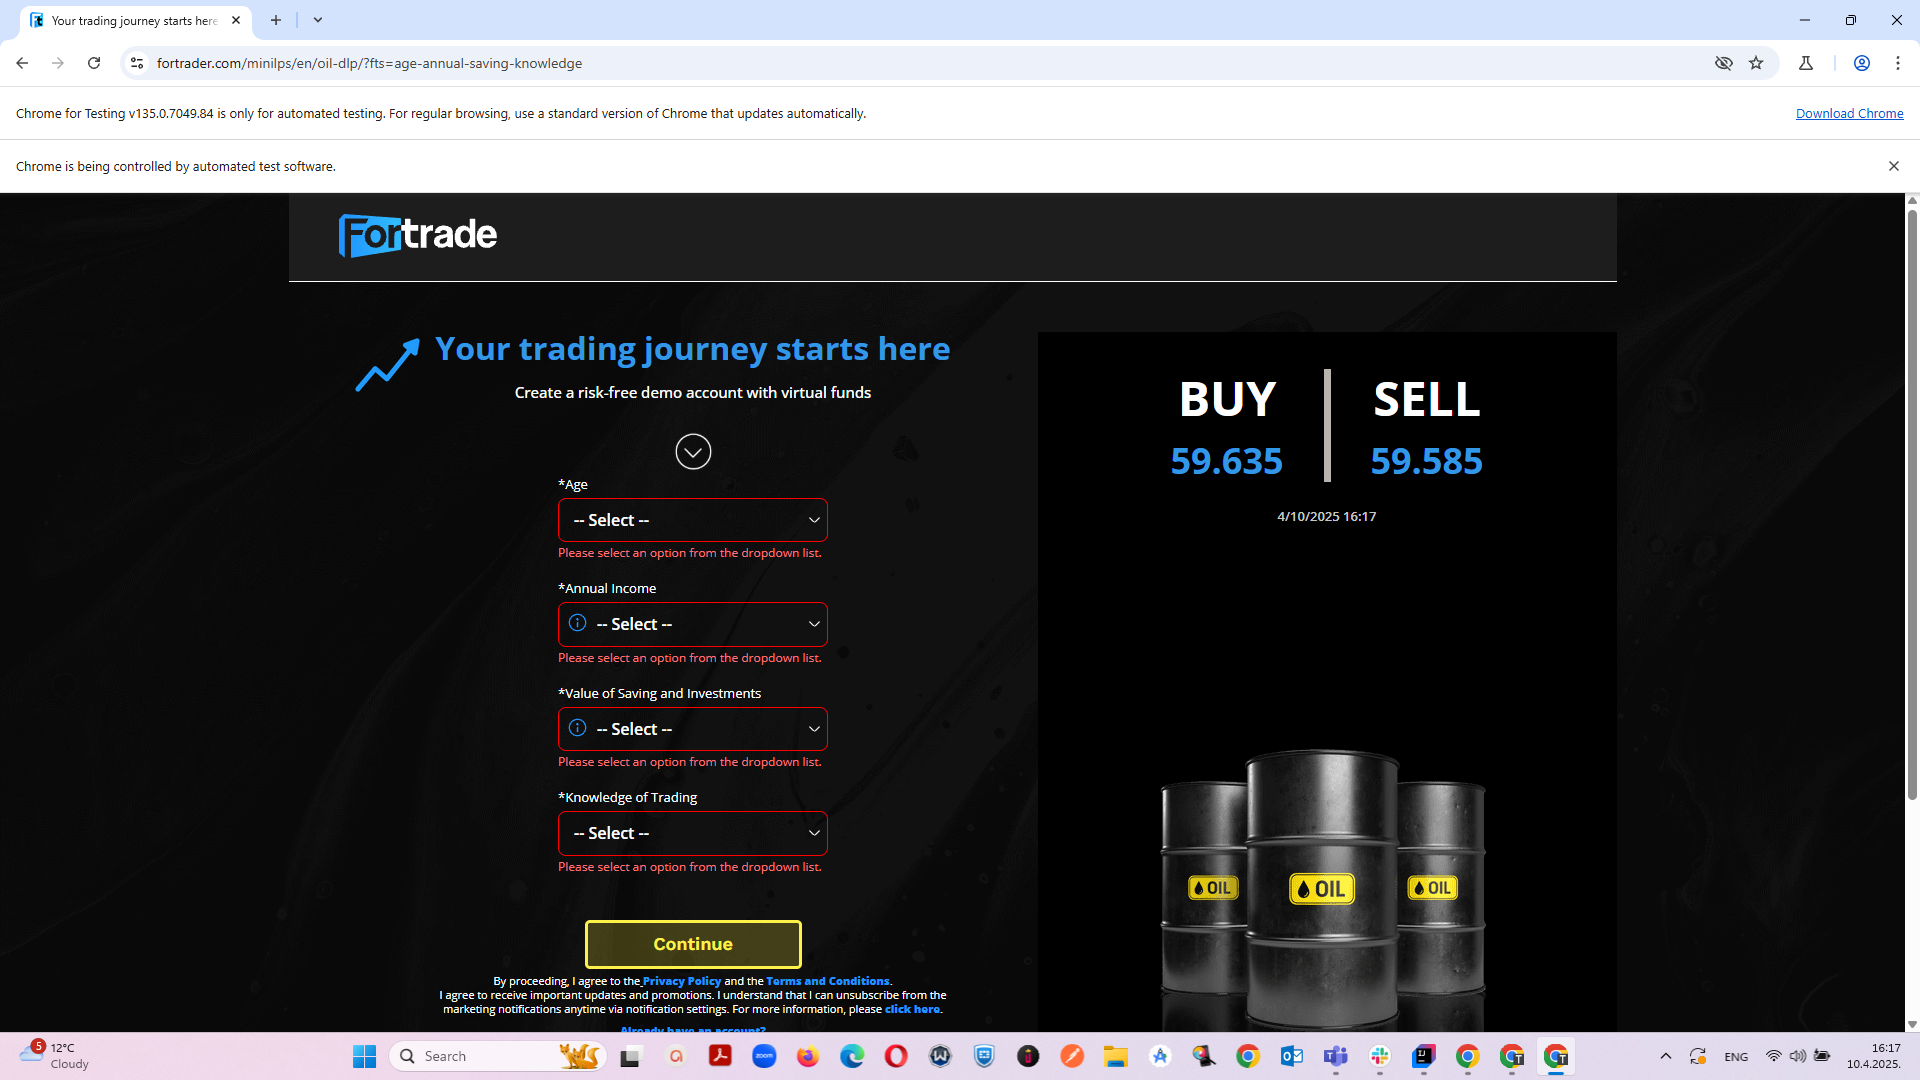 Your trading journey starts here
fortrader.com/minilps/en/oil-dlp/?fts=age-annual-saving-knowledge
Chrome for Testing v135.0.7049.84 is only for automated testing. For regular browsing, use a standard version of Chrome that updates automatically.
Download Chrome
Chrome is being controlled by automated test software.
Fortrade
Your trading journey starts here
Create a risk-free demo account with virtual funds
*Age
-- Select --
Please select an option from the dropdown list.
*Annual Income
-- Select --
Please select an option from the dropdown list.
*Value of Saving and Investments
-- Select --
Please select an option from the dropdown list.
*Knowledge of Trading
-- Select --
Please select an option from the dropdown list.
Continue
By proceeding, I agree to the Privacy Policy and the Terms and Conditions.
I agree to receive important updates and promotions. I understand that I can unsubscribe from the
marketing notifications anytime via notification settings. For more information, please click here.
Already have an account?
BUY
SELL
59.635
59.585
4/10/2025 16:17
OIL
OIL
OIL
5
12°C
Cloudy
Search
zoom
ENG
16:17
10.4.2025.